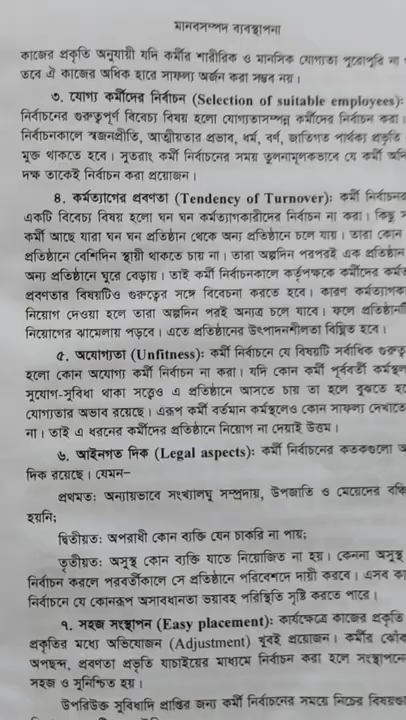 মানবসম্পদ ব্যবস্থাপনা
কাজের প্রকৃতি অনুযায়ী যদি কর্মীর শারীরিক ও মানসিক যোগ্যতা পুরোপুরি না
তবে ঐ কাজের অধিক হারে সাফল্য অর্জন করা সম্ভব নয়।
৩. যোগ্য কর্মীদের নির্বাচন (Selection of suitable employees):
নির্বাচনের গুরুত্বপূর্ণ বিবেচ্য বিষয় হলো যোগ্যতাসম্পন্ন কর্মীদের নির্বাচন করা।
নির্বাচনকালে স্বজনপ্রীতি, আত্মীয়তার প্রভাব, ধর্ম, বর্ণ, জাতিগত পার্থক্য প্রভৃতি
মুক্ত থাকতে হবে। সুতরাং কর্মী নির্বাচনের সময় তুলনামূলকভাবে যে কর্মী
দক্ষ তাকেই নির্বাচন করা প্রয়োজন।
৪. কর্মত্যাগের প্রবণতা (Tendency of Turnover): কর্মী নির্বাচনের
একটি বিবেচ্য বিষয় হলো ঘন ঘন কর্মত্যাগকারীদের নির্বাচন না করা। কিছু
কর্মী আছে যারা ঘন ঘন প্রতিষ্ঠান থেকে অন্য প্রতিষ্ঠানে চলে যায়। তারা কোন
প্রতিষ্ঠানে বেশিদিন স্থায়ী থাকতে চায় না। তারা অল্পদিন পরপরই এক প্রতিষ্ঠান
অন্য প্রতিষ্ঠানে ঘুরে বেড়ায়। তাই কর্মী নির্বাচনকালে কর্তৃপক্ষকে কর্মীদের
প্রবণতার বিষয়টিও গুরুত্বের সঙ্গে বিবেচনা করতে হবে। কারণ
নিয়োগ দেওয়া হলে তারা অল্পদিন পরই অন্যত্র চলে যাবে। ফলে
নিয়োগের ঝামেলায় পড়বে। এতে প্রতিষ্ঠানের উৎপাদনশীলতা বিঘ্নিত হবে।
৫. অযোগ্যতা (Unfitness): কর্মী নির্বাচনে যে বিষয়টি সর্বাধিক
হলো কোন অযোগ্য কর্মী নির্বাচন না করা। যদি কোন কর্মী পূর্ববর্তী
সুযোগ-সুবিধা থাকা সত্ত্বেও এ প্রতিষ্ঠানে আসতে চায় তা হলে বুঝতে
যোগ্যতার অভাব রয়েছে। এরূপ কর্মী বর্তমান কর্মস্থলেও কোন সাফল্য দেখাতে
না। তাই এ ধরনের কর্মীদের প্রতিষ্ঠানে নিয়োগ না দেয়াই উত্তম।
৬. আইনগত দিক (Legal aspects): কর্মী নির্বাচনের কতকগুলো
দিক রয়েছে। যেমন–
প্রথমত: অন্যায়ভাবে সংখ্যালঘু সম্প্রদায়, উপজাতি ও মেয়েদের
হয়নি;
দ্বিতীয়ত: অপরাধী কোন ব্যক্তি যেন চাকরি না পায়;
তৃতীয়ত: অসুস্থ কোন ব্যক্তি যাতে নিয়োজিত না হয়। কেননা অসুস্থ
নির্বাচন করলে পরবর্তীকালে সে প্রতিষ্ঠানে পরিবেশদে দায়ী করবে। এসব
নির্বাচনে যে কোনরূপ অসাবধানতা ভয়াবহ পরিস্থিতি সৃষ্টি করতে পারে।
৭. সহজ সংস্থাপন (Easy placement): কার্যক্ষেত্রে কাজের প্রকৃতি
প্রকৃতির মধ্যে অভিযোজন (Adjustment) খুবই প্রয়োজন। কর্মীর
অপছন্দ, প্রবণতা প্রভৃতি যাচাইয়ের মাধ্যমে নির্বাচন করা হলে
সহজ ও সুনিশ্চিত হয়।
উপরিউক্ত সুবিধাদি প্রাপ্তির জন্য কর্মী নির্বাচনের সময়ে নিচের